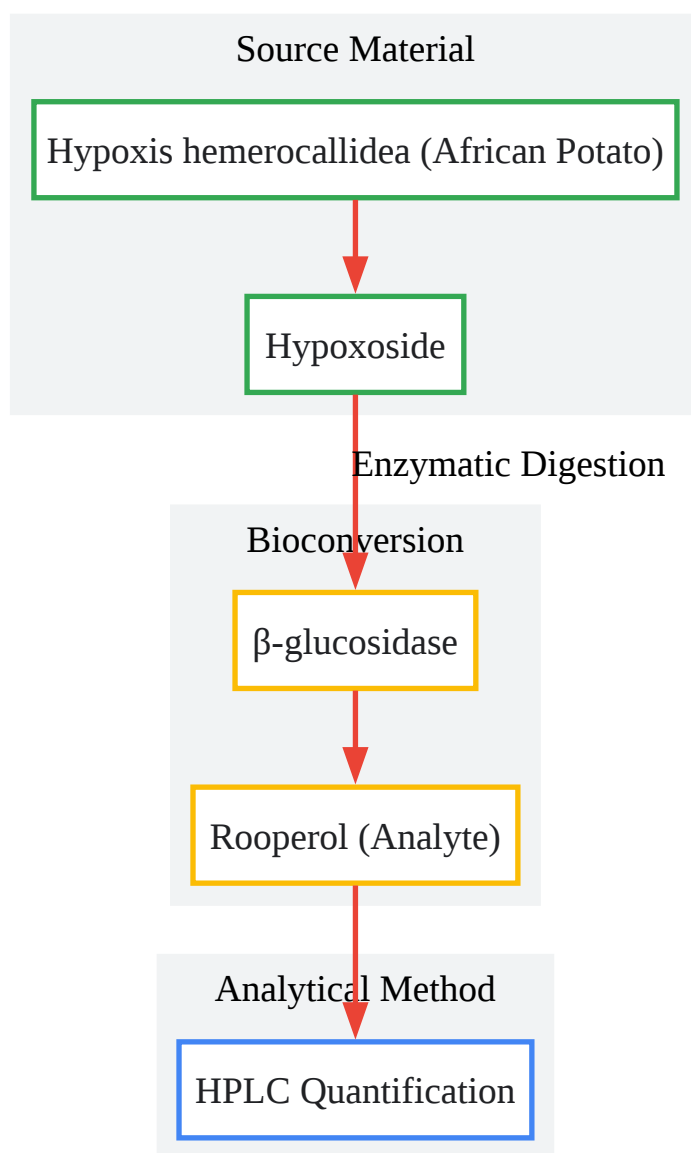 Source Material
Hypoxis hemerocallidea (African Potato)
Hypoxoside
Enzymatic Digestion
Bioconversion
β-glucosidase
Rooperol (Analyte)
Analytical Method
HPLC Quantification